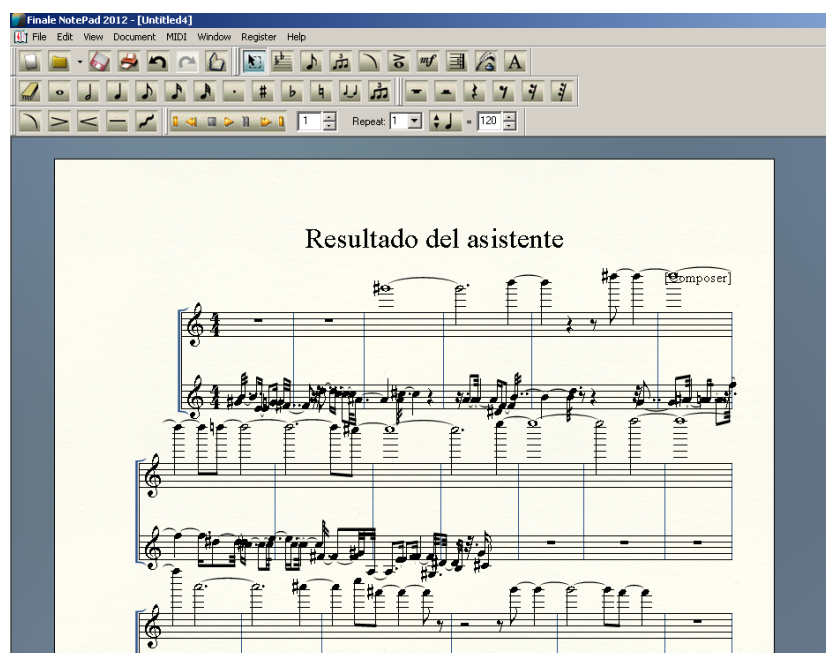 Finale NotePad 2012 - [Untitled4]
File Edit View Document MIDI Window Register Help
mf A
1 Repeat: 1 = 120
Resultado del asistente
[Composer]